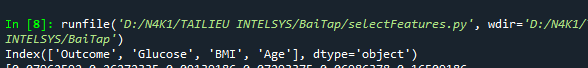 In [8]: runfile('D:/N4K1/TAILIEU INTELSYS/BaiTap/selectFeatures.py', wdir='D:/N4K1/
INTELSYS/BaiTap')
Index(['Outcome', 'Glucose', 'BMI', 'Age'], dtype='object')